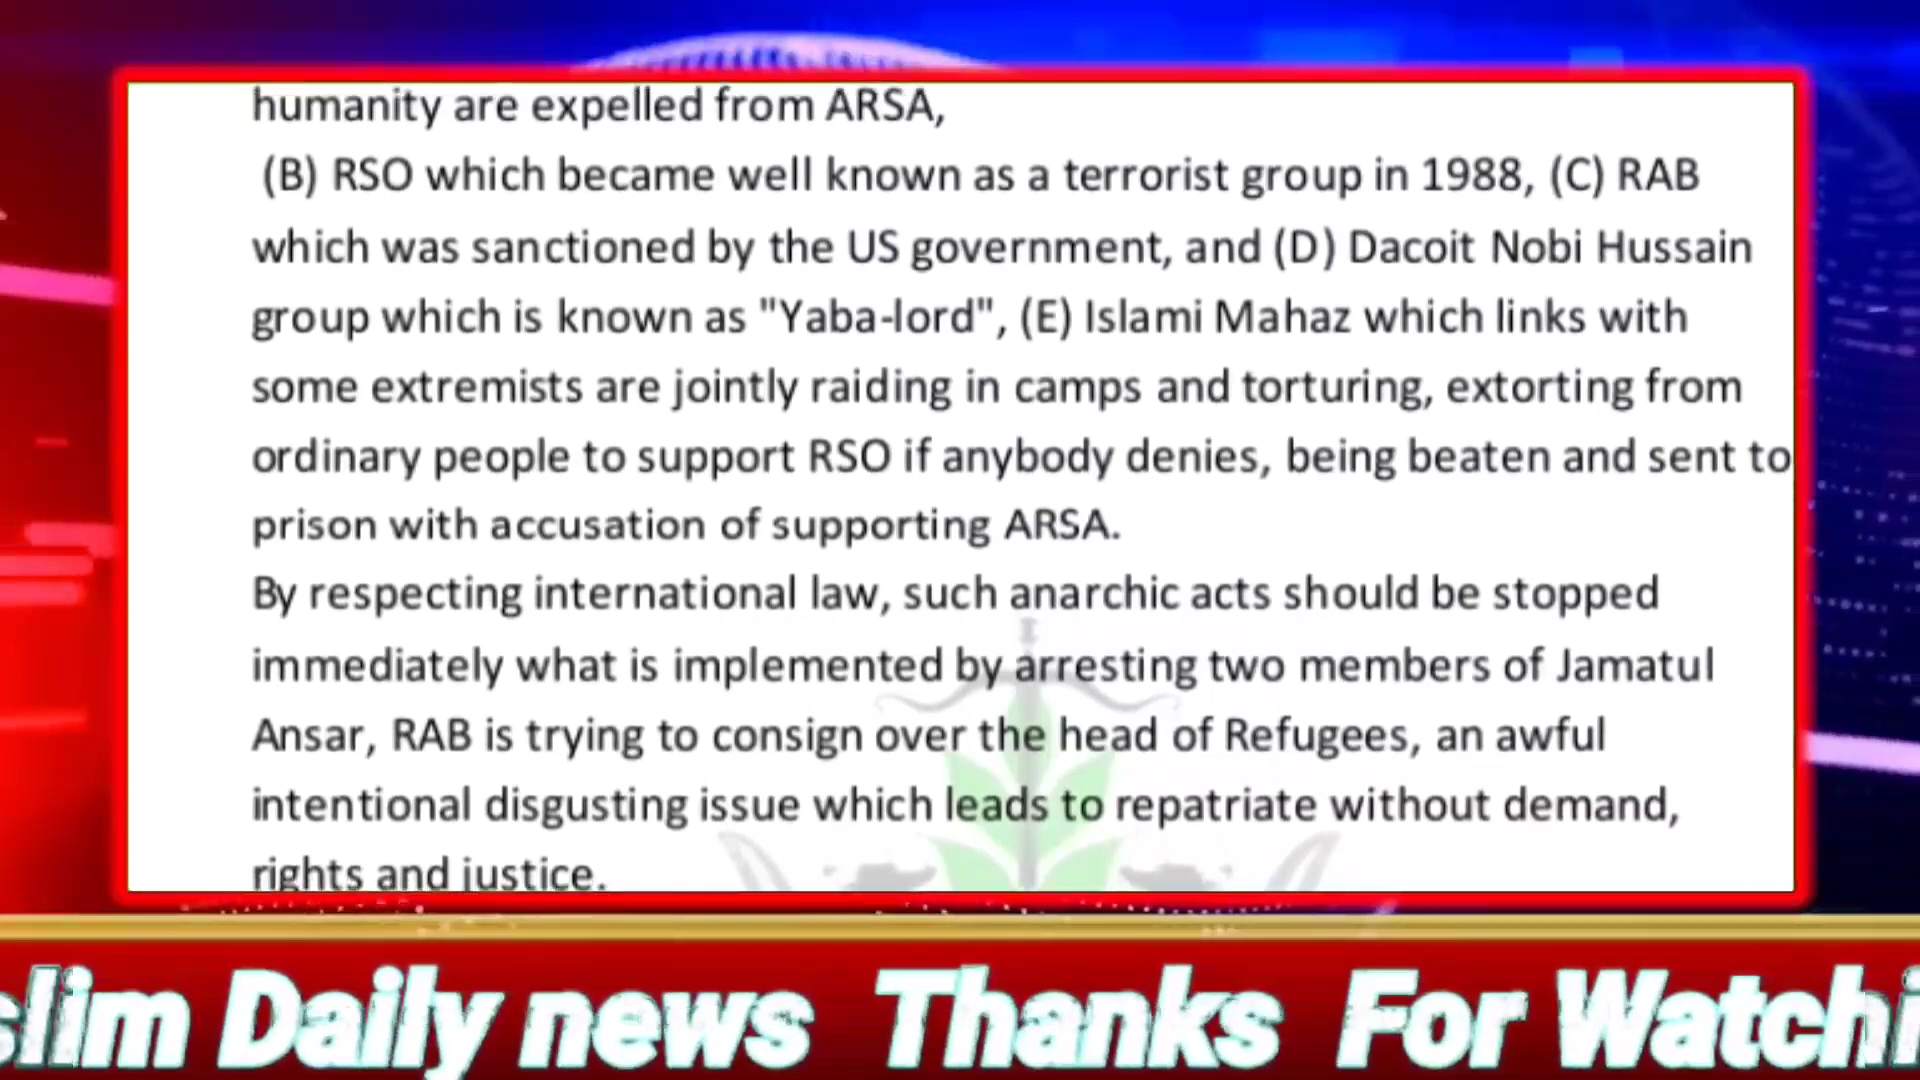 humanity are expelled from ARSA,
(B) RSO which became well known as a terrorist group in 1988, (C) RAB
which was sanctioned by the US government, and (D) Dacoit Nobi Hussain
group which is known as "Yaba-lord", (E) Islami Mahaz which links with
some extremists are jointly raiding in camps and torturing, extorting from
ordinary people to support RSO if anybody denies, being beaten and sent to
prison with accusation of supporting ARSA.
By respecting international law, such anarchic acts should be stopped
immediately what is implemented by arresting two members of Jamatul
Ansar, RAB is trying to consign over the head of Refugees, an awful
intentional disgusting issue which leads to repatriate without demand,
rights and justice.
slim Daily news Thanks For Watchi